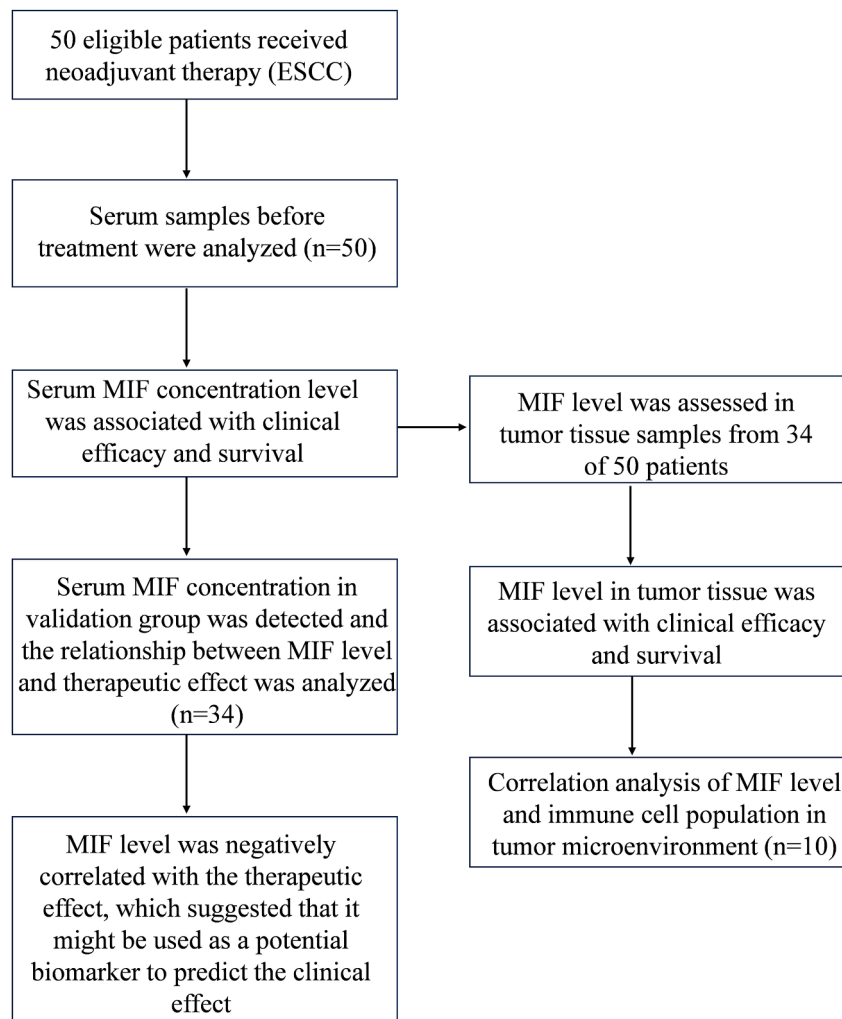 50 eligible patients received
neoadjuvant therapy (ESCC)
Serum samples before
treatment were analyzed (n=50)
Serum MIF concentration level
was associated with clinical
efficacy and survival
Serum MIF concentration in
validation group was detected and
the relationship between MIF level
and therapeutic effect was analyzed
(n=34)
MIF level was negatively
correlated with the therapeutic
effect, which suggested that it
might be used as a potential
biomarker to predict the clinical
effect
MIF level was assessed in
tumor tissue samples from 34
of 50 patients
MIF level in tumor tissue was
associated with clinical efficacy
and survival
Correlation analysis of MIF level
and immune cell population in
tumor microenvironment (n=10)